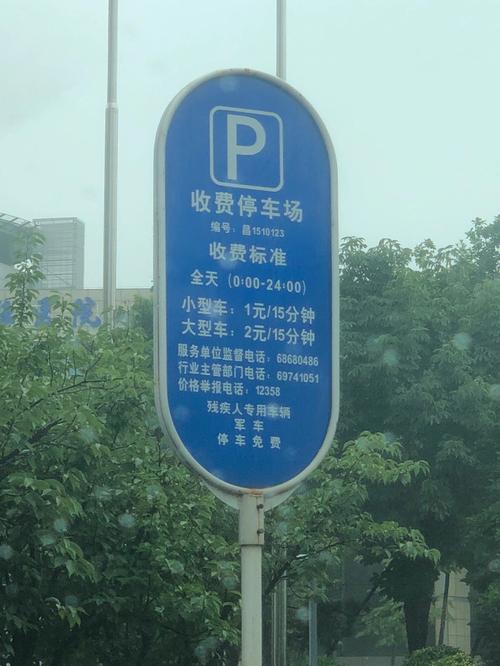 P
收费停车场
编号：昌1510123
收费标准
全天（0:00-24:00）
小型车：1元/15分钟
大型车：2元/15分钟
服务单位监督电话：68680486
行业主管部门电话：69741051
价格举报电话：12358
残疾人专用车辆
军车
停车免费